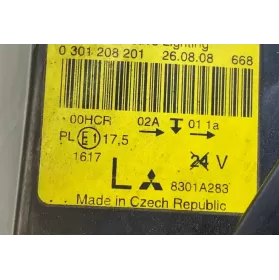 Lighting
0 301 208 201 26.08.08 668
00HCR 02A 01 1a
PL E1 17,5
1617
24 V
L 8301A283
Made in Czech Republic